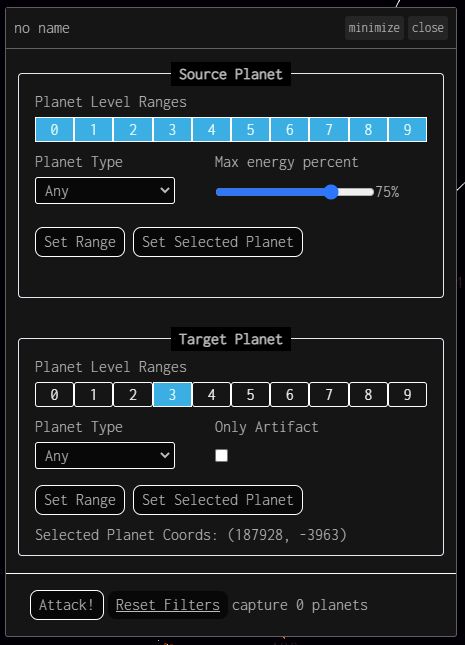 no name minimize close
Source Planet
Planet Level Ranges
0 1 2 3 4 5 6 7 8 9
Planet Type Max energy percent
Any 75%
Set Range Set Selected Planet
Target Planet
Planet Level Ranges
0 1 2 3 4 5 6 7 8 9
Planet Type Only Artifact
Any
Set Range Set Selected Planet
Selected Planet Coords: (187928, -3963)
Attack! Reset Filters capture 0 planets